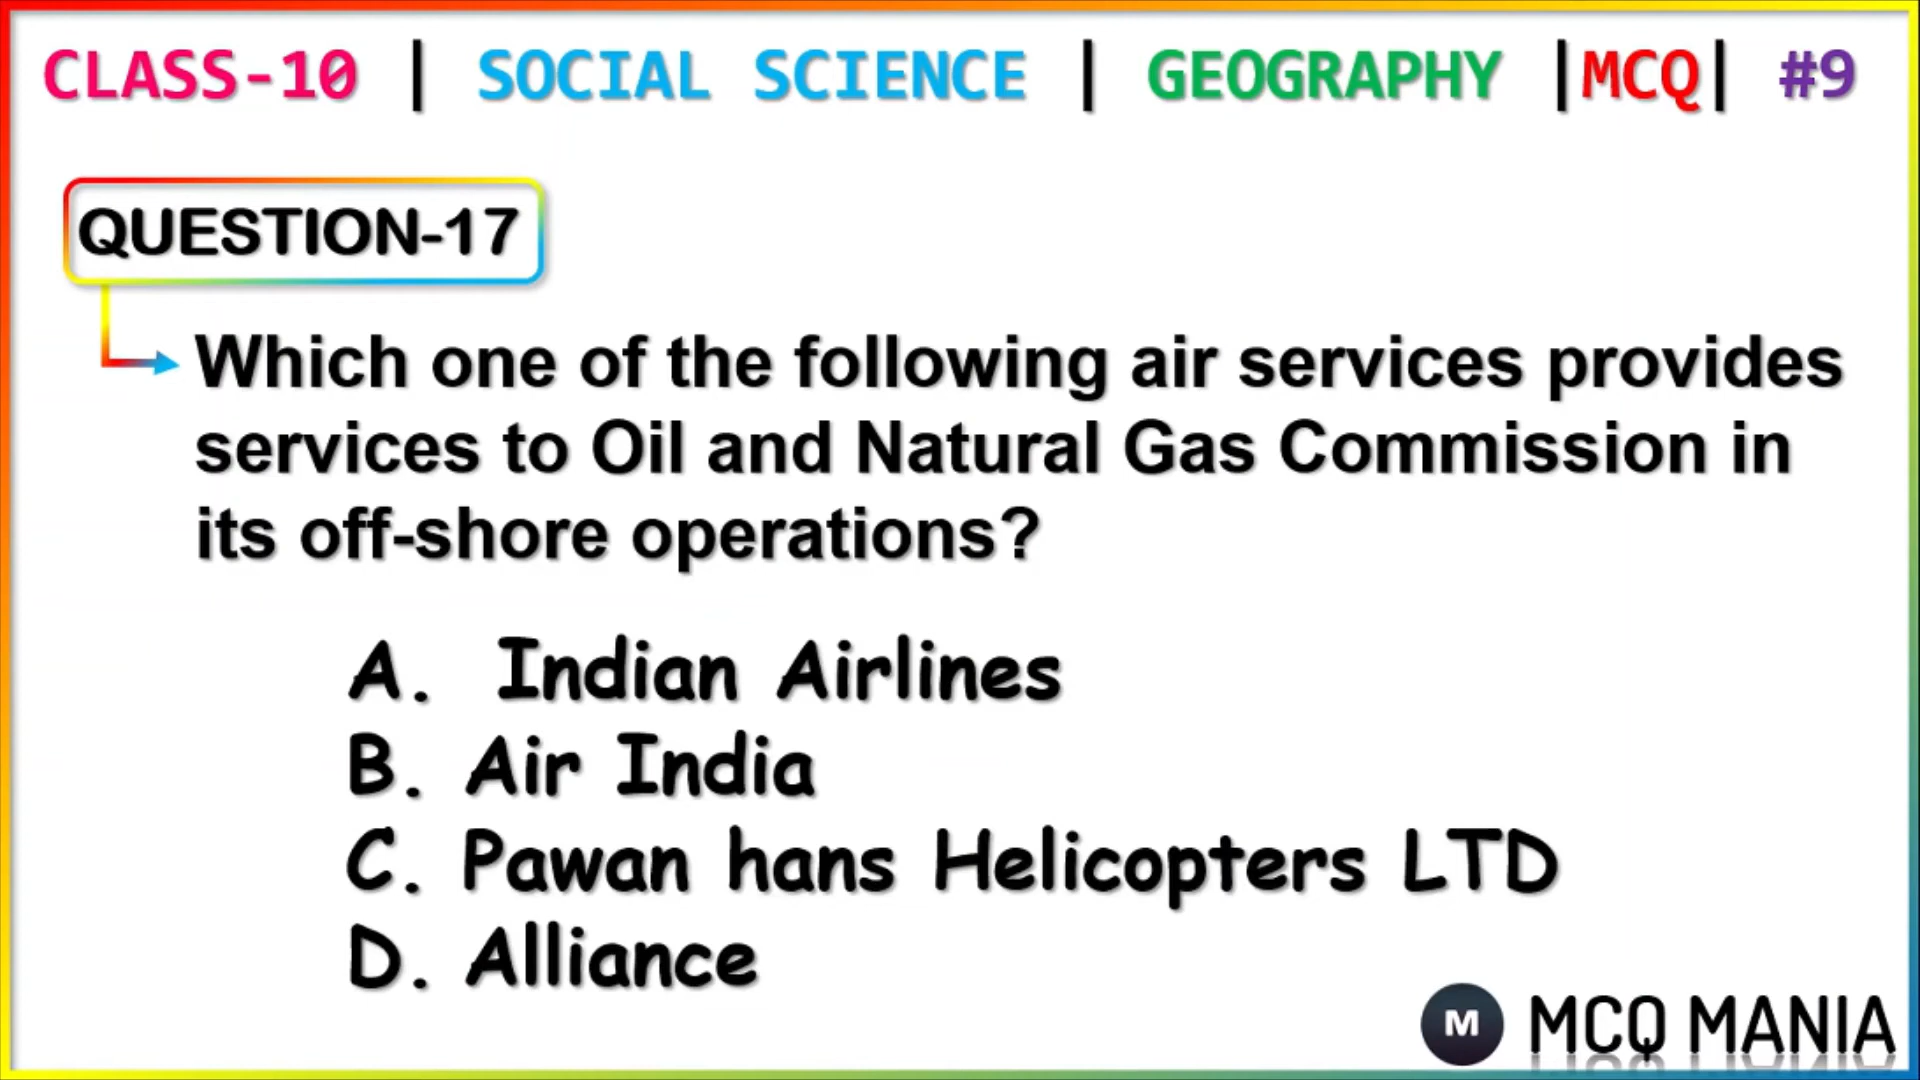 CLASS-10 | SOCIAL SCIENCE | GEOGRAPHY |MCQ| #9
QUESTION-17
Which one of the following air services provides
services to Oil and Natural Gas Commission in
its off-shore operations?
A. Indian Airlines
B. Air India
C. Pawan hans Helicopters LTD
D. Alliance
M MCQ MANIA